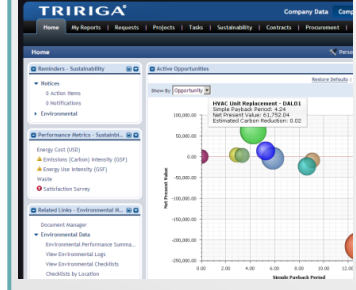 TRIRIGA®
Company Data
Home
My Reports
Requests
Projects
Tasks
Sustainability
Contracts
Procurement
Home
Reminders - Sustainability
Notices
0 Action Items
0 Notifications
Environmental
Performance Metrics - Sustainabi...
Energy Cost (USD)
Emissions (Carbon) Intensity (GSF)
Energy Use Intensity (GSF)
Waste
Satisfaction Survey
Related Links - Environmental M...
Document Manager
Environmental Data
Environmental Performance Summa...
View Environmental Logs
View Environmental Checklists
Checklists by Location
Active Opportunities
Restore Defaults
Show By Opportunity
HVAC Unit Replacement - DAL01
Simple Payback Period: 4.24
Net Present Value: 61,752.04
Estimated Carbon Reduction: 0.02
Net Present Value
100,000.00
50,000.00
0.00
-50,000.00
-100,000.00
-150,000.00
-200,000.00
-250,000.00
0.00 2.00 4.00 6.00 8.00 10.00 12.00
Simple Payback Period